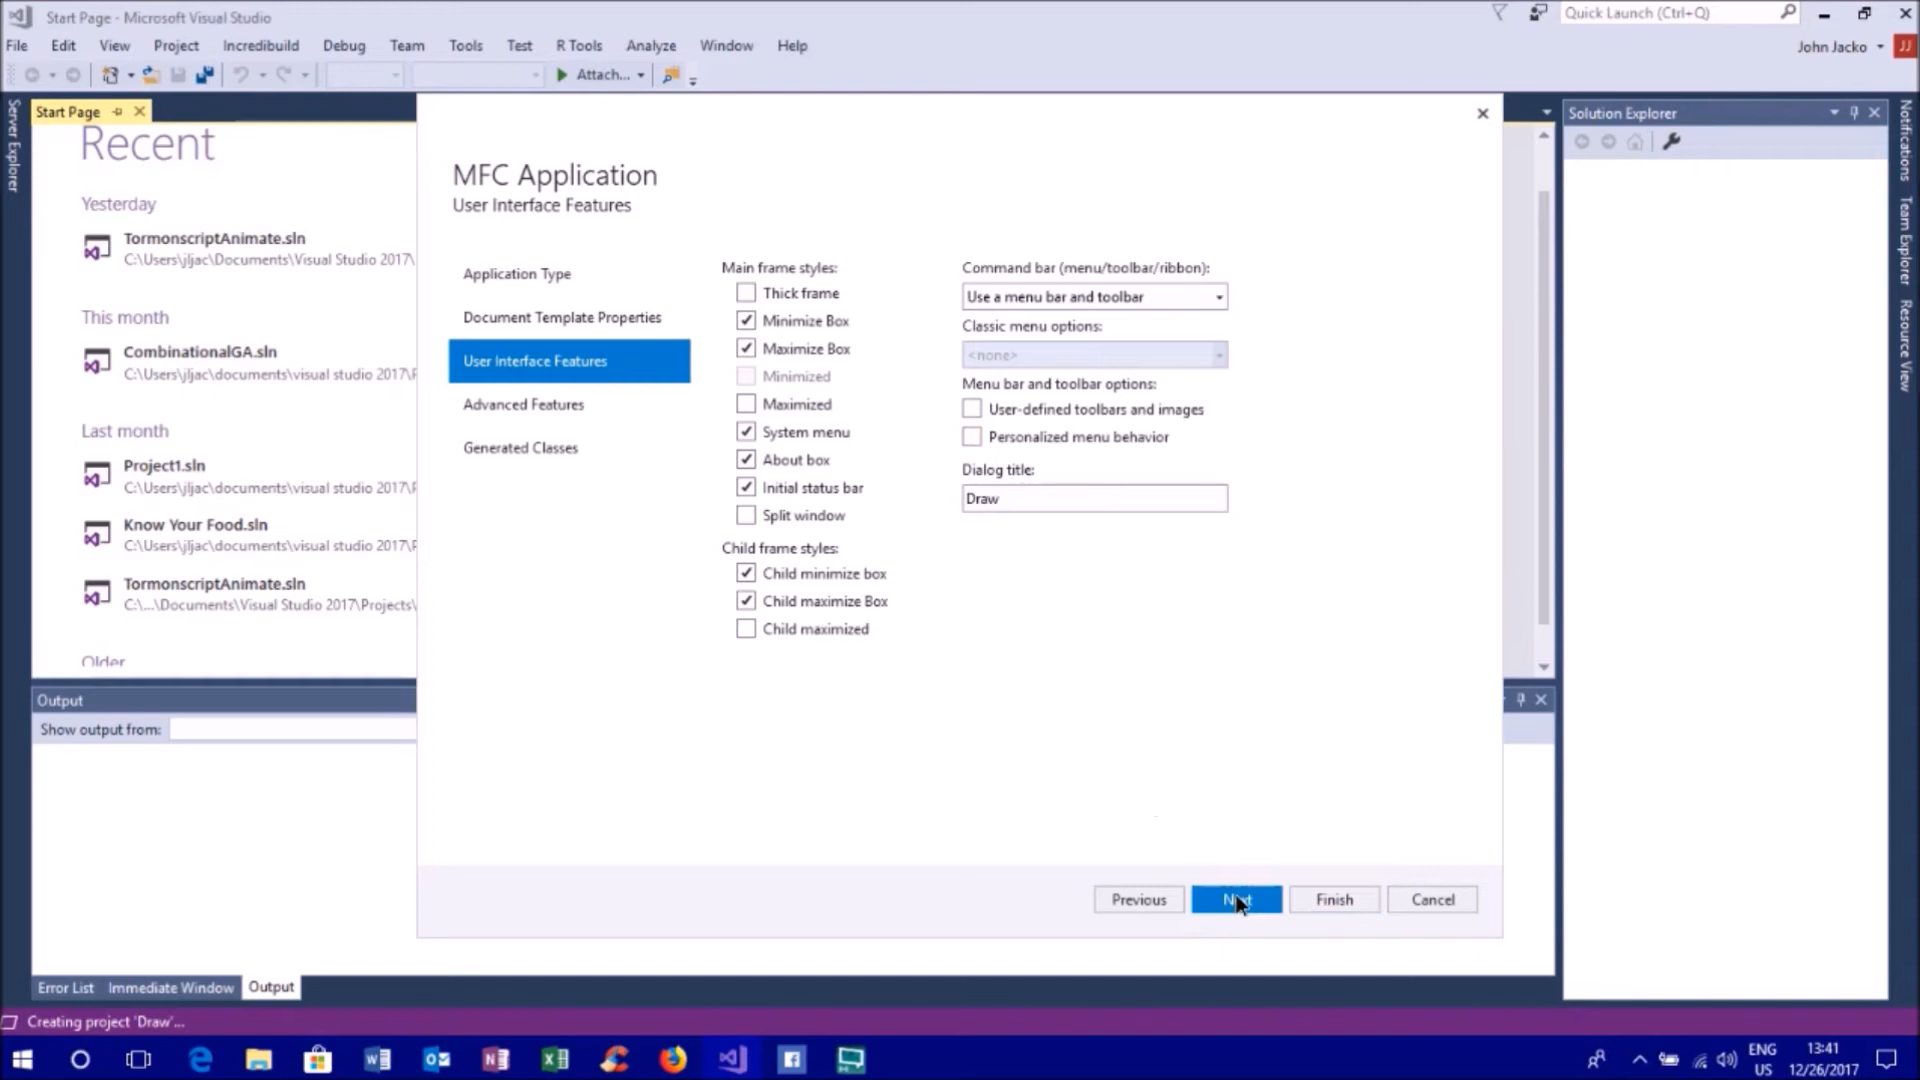 Start Page - Microsoft Visual Studio
Quick Launch (Ctrl+Q)
File Edit View Project Incredibuild Debug Team Tools Test R Tools Analyze Window Help
John Jacko
JJ
Attach...
Server Explorer
Start Page
Recent
Yesterday
TormonscriptAnimate.sln
C:\Users\jljac\Documents\Visual Studio 2017\
This month
CombinationalGA.sln
C:\Users\jljac\documents\visual studio 2017\P
Last month
Project1.sln
C:\Users\jljac\documents\visual studio 2017\P
Know Your Food.sln
C:\Users\jljac\documents\visual studio 2017\P
TormonscriptAnimate.sln
C:\...\Documents\Visual Studio 2017\Projects\
Older
MFC Application
User Interface Features
Application Type
Document Template Properties
User Interface Features
Advanced Features
Generated Classes
Main frame styles:
Thick frame
Minimize Box
Maximize Box
Minimized
Maximized
System menu
About box
Initial status bar
Split window
Child frame styles:
Child minimize box
Child maximize Box
Child maximized
Command bar (menu/toolbar/ribbon):
Use a menu bar and toolbar
Classic menu options:
<none>
Menu bar and toolbar options:
User-defined toolbars and images
Personalized menu behavior
Dialog title:
Draw
Previous
Next
Finish
Cancel
Solution Explorer
Notifications
Team Explorer
Resource View
Output
Show output from:
Error List
Immediate Window
Output
Creating project 'Draw'...
ENG
US
13:41
12/26/2017